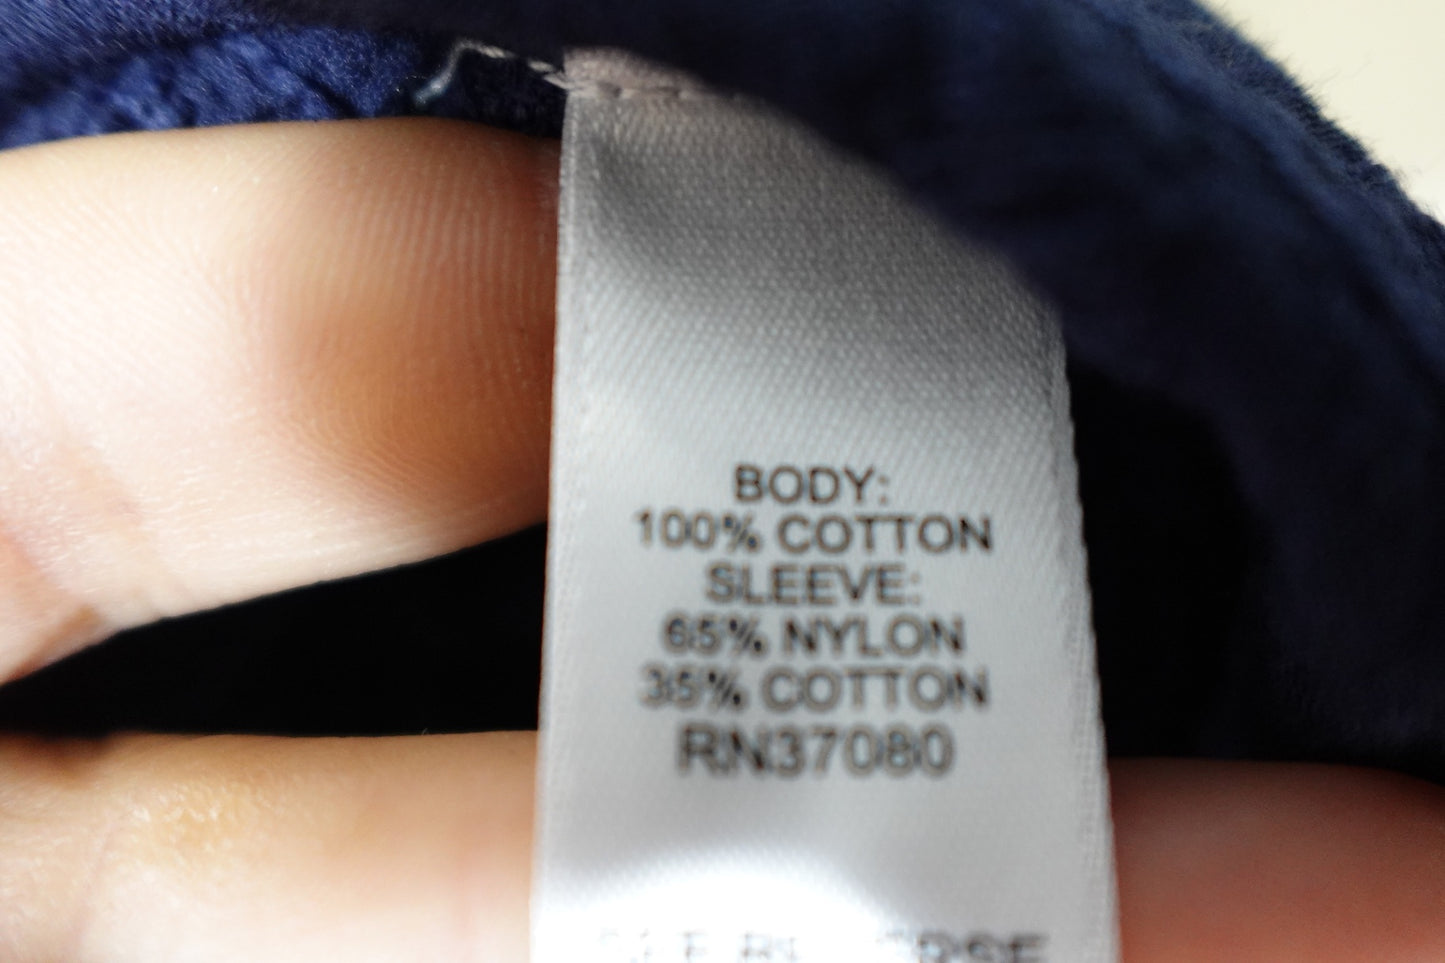 BODY:
100% COTTON
SLEEVE:
65% NYLON
35% COTTON
RN37080